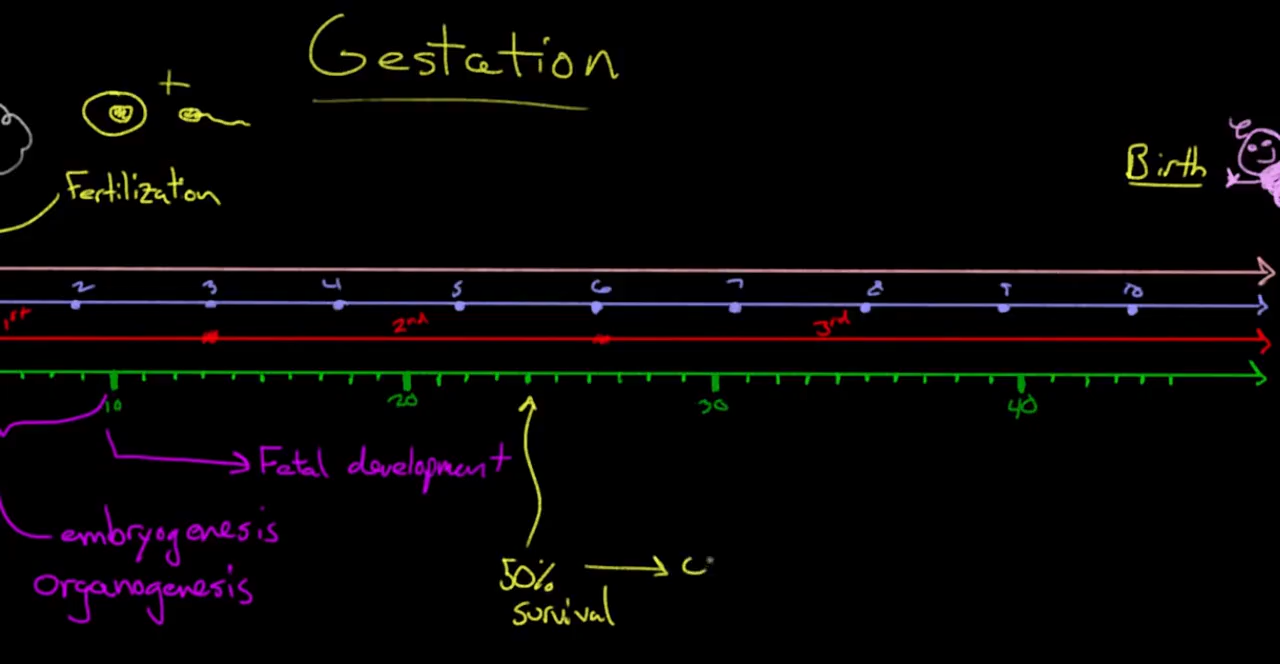 Gestation
Fertilization
Birth
2 3 4 5 6 7 8 9 10
1st 2nd 3rd
10 20 30 40
Fetal development
embryogenesis
Organogenesis
50%
survival